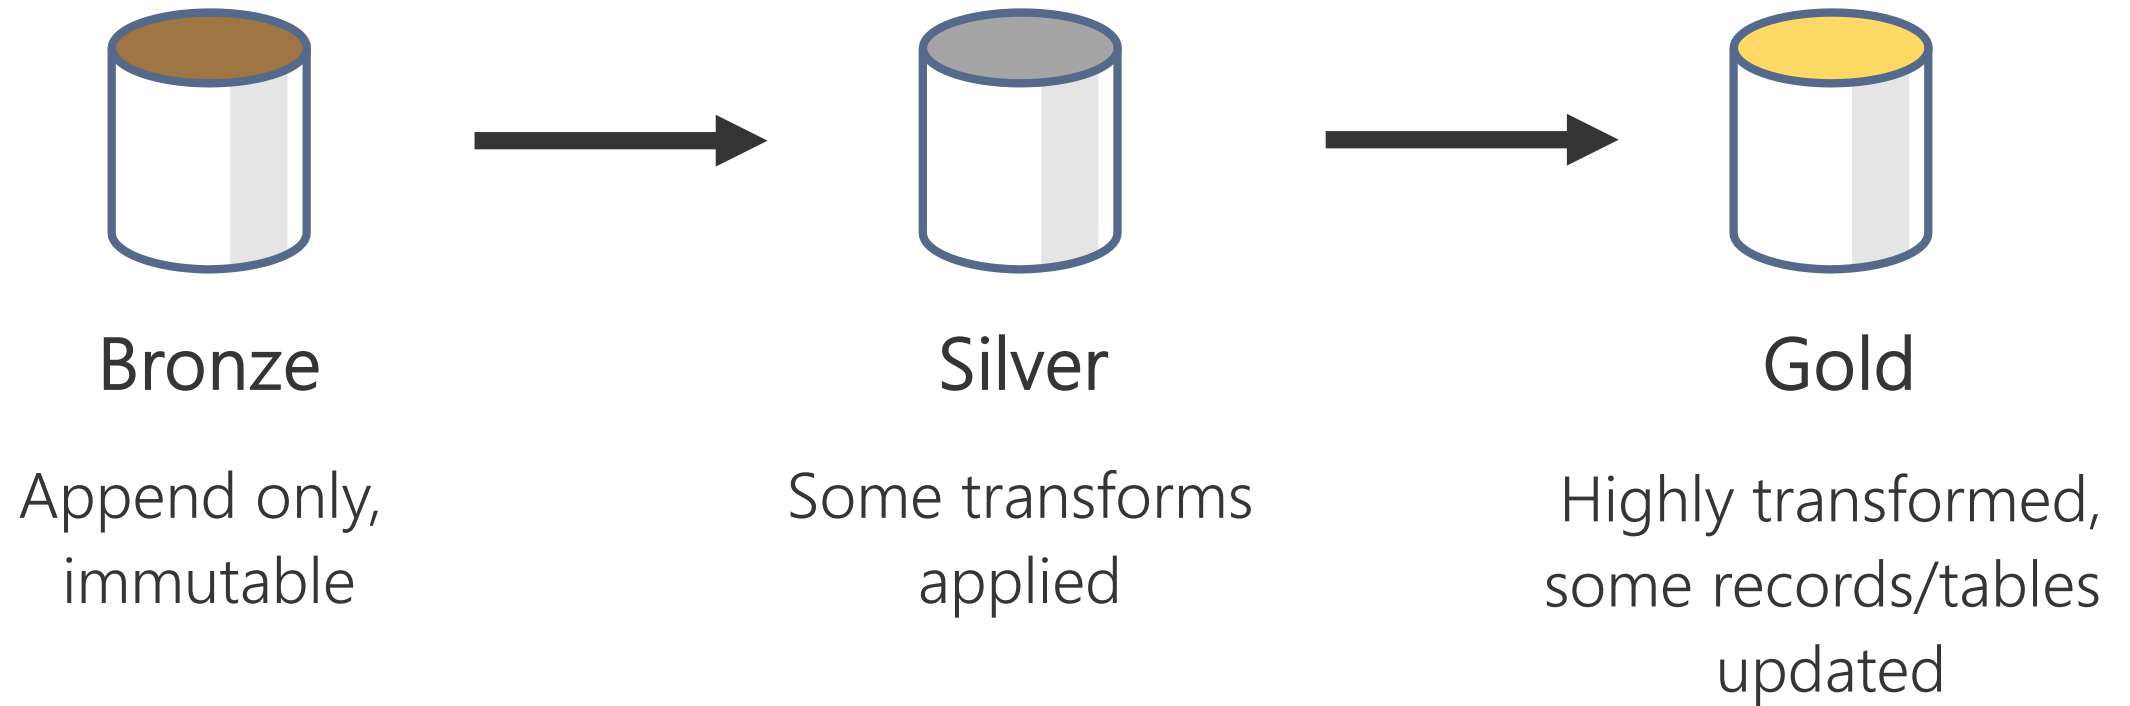 Bronze
Append only,
immutable
Silver
Some transforms
applied
Gold
Highly transformed,
some records/tables
updated